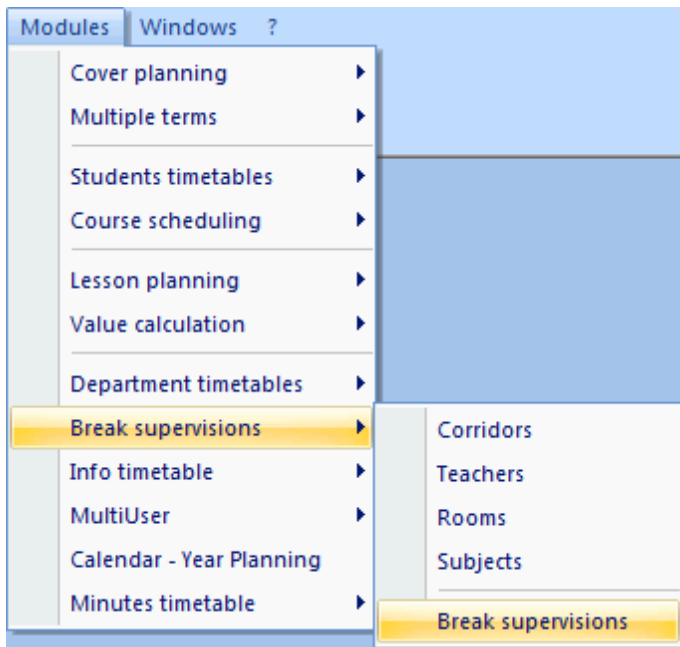 Modules Windows ?
Cover planning
Multiple terms
Students timetables
Course scheduling
Lesson planning
Value calculation
Department timetables
Break supervisions
Info timetable
MultiUser
Calendar - Year Planning
Minutes timetable
Corridors
Teachers
Rooms
Subjects
Break supervisions